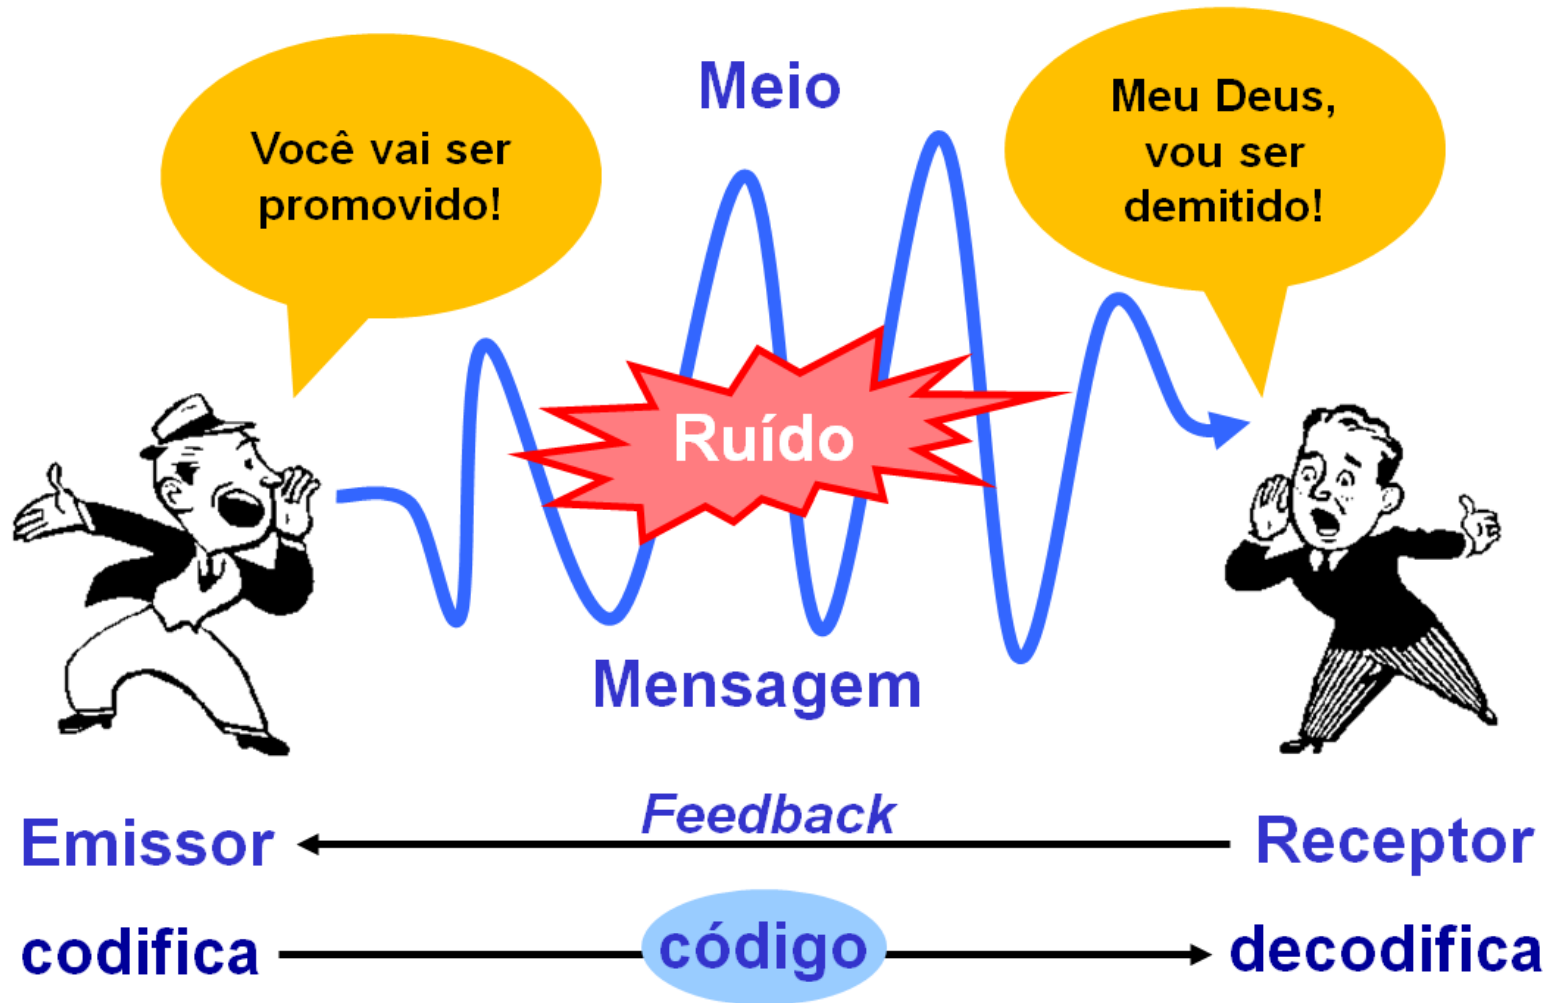 Meio
Você vai ser
promovido!
Meu Deus,
vou ser
demitido!
Ruído
Mensagem
Feedback
Emissor
Receptor
codifica
código
decodifica